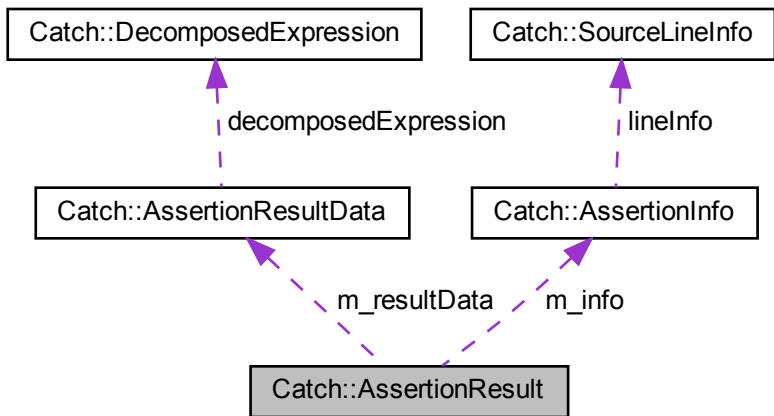 Catch::DecomposedExpression
Catch::SourceLineInfo
decomposedExpression
lineInfo
Catch::AssertionResultData
Catch::AssertionInfo
m_resultData
m_info
Catch::AssertionResult